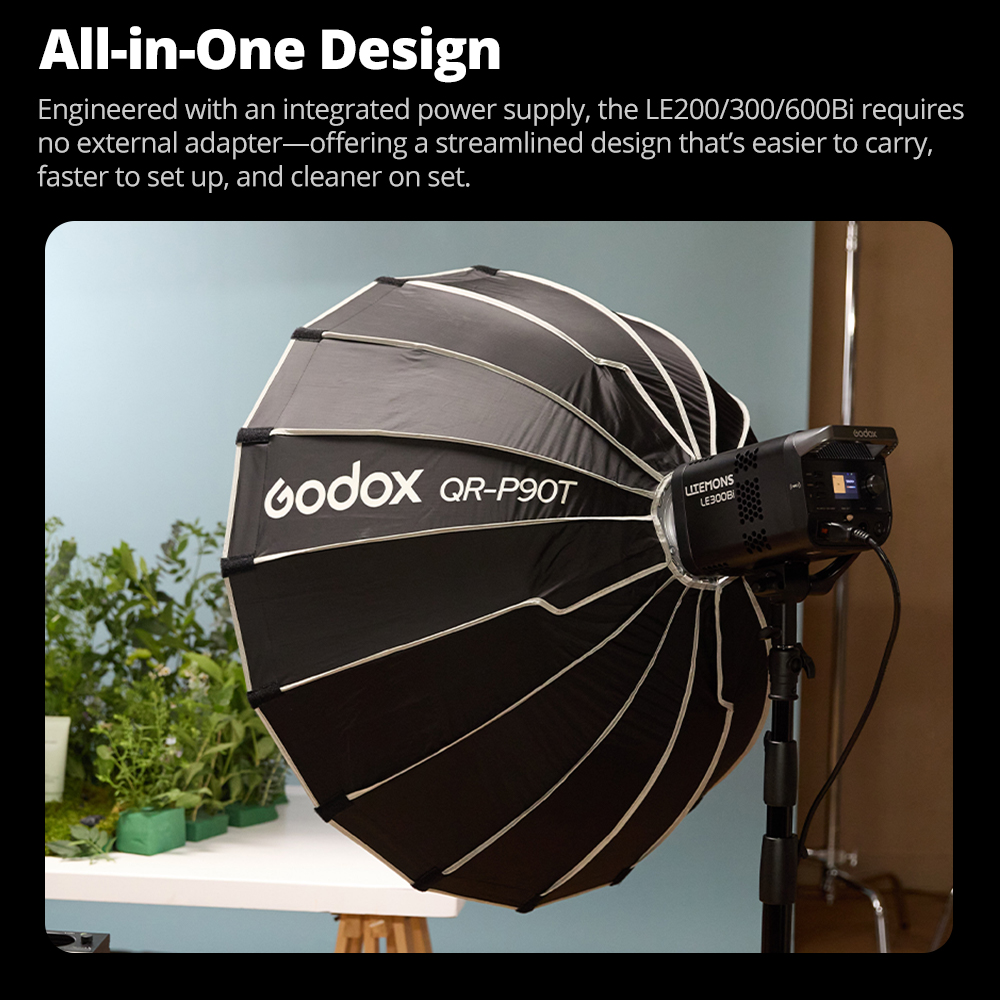 All-in-One Design
Engineered with an integrated power supply, the LE200/300/600Bi requires
no external adapter—offering a streamlined design that’s easier to carry,
faster to set up, and cleaner on set.
Godox
Godox QR-P90T
LITEMONS
LE300Bi